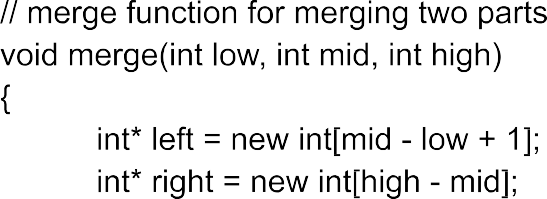 // merge function for merging two parts
void merge(int low, int mid, int high)
{
int* left = new int[mid - low + 1];
int* right = new int[high - mid];